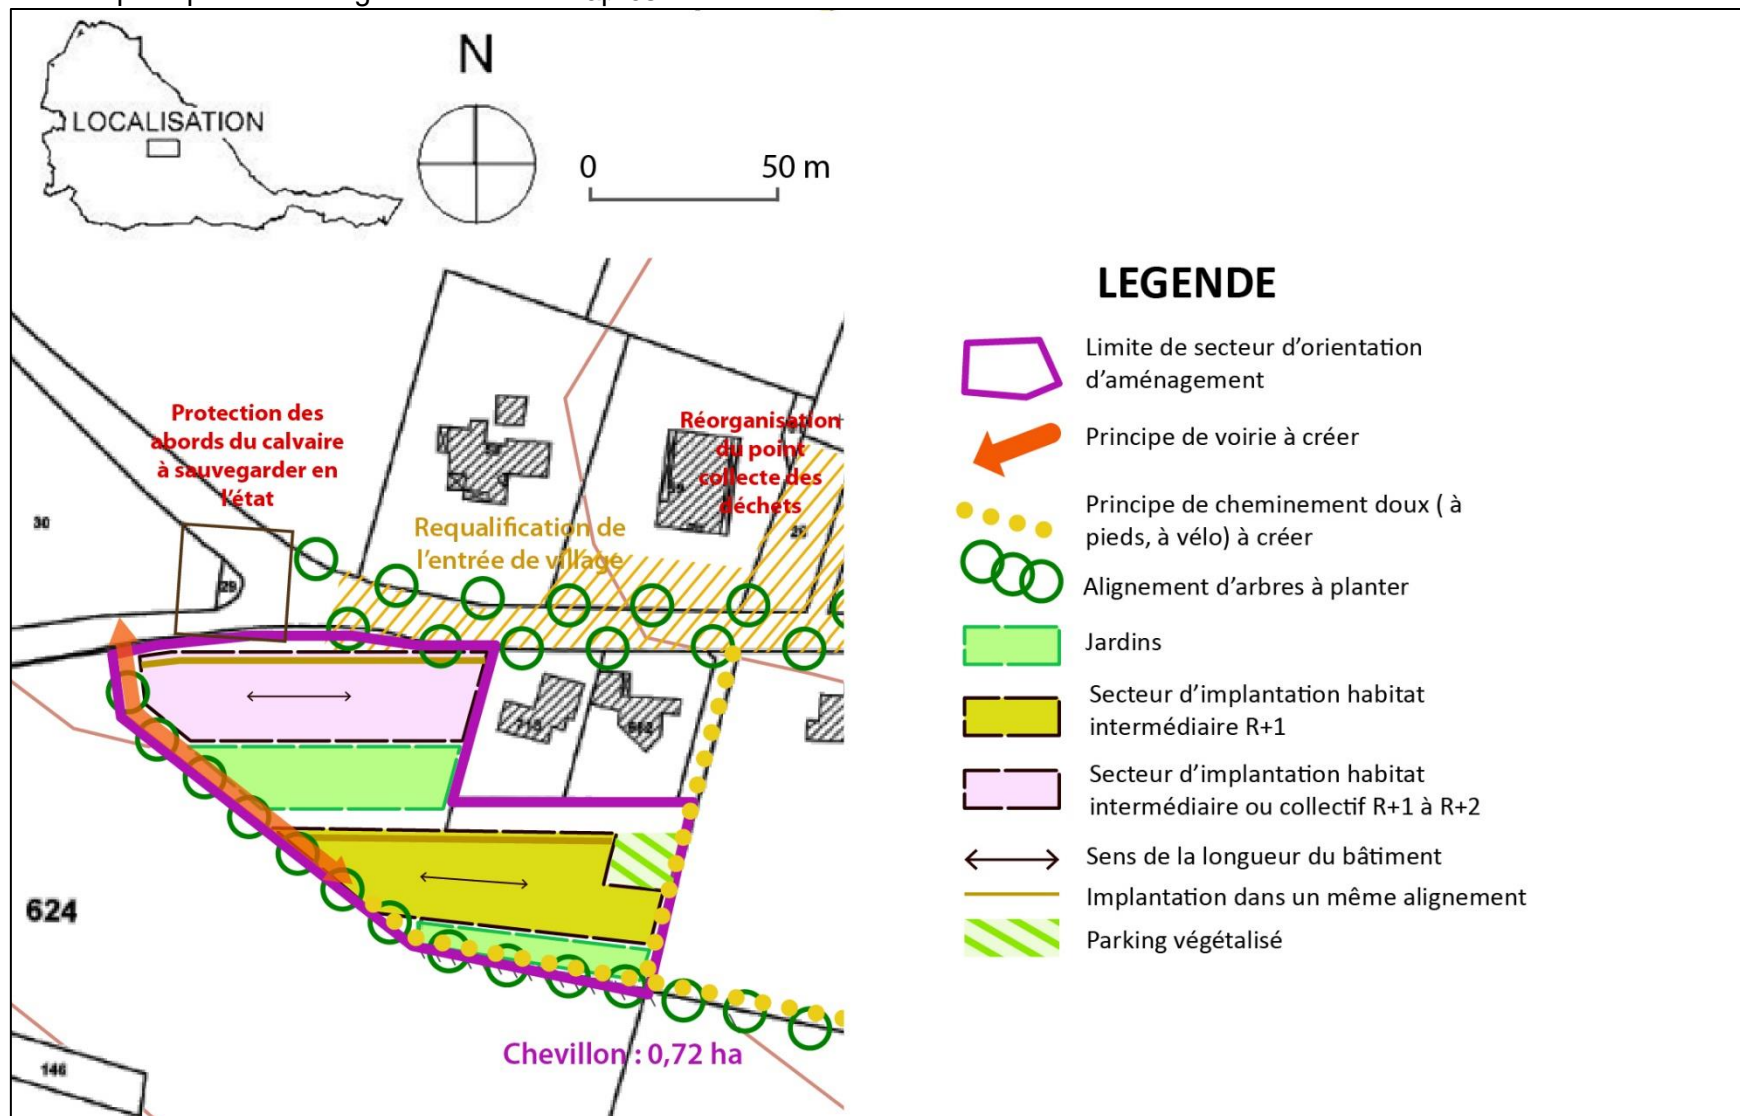 LOCALISATION
N
0 50 m
Protection des
abords du calvaire
à sauvegarder en
l'état
Réorganisation
du point
collecte des
déchets
Requalification de
l'entrée de village
30
29
26
624
146
Chevillon : 0,72 ha
LEGENDE
Limite de secteur d'orientation
d'aménagement
Principe de voirie à créer
Principe de cheminement doux ( à
pieds, à vélo) à créer
Alignement d'arbres à planter
Jardins
Secteur d'implantation habitat
intermédiaire R+1
Secteur d'implantation habitat
intermédiaire ou collectif R+1 à R+2
Sens de la longueur du bâtiment
Implantation dans un même alignement
Parking végétalisé